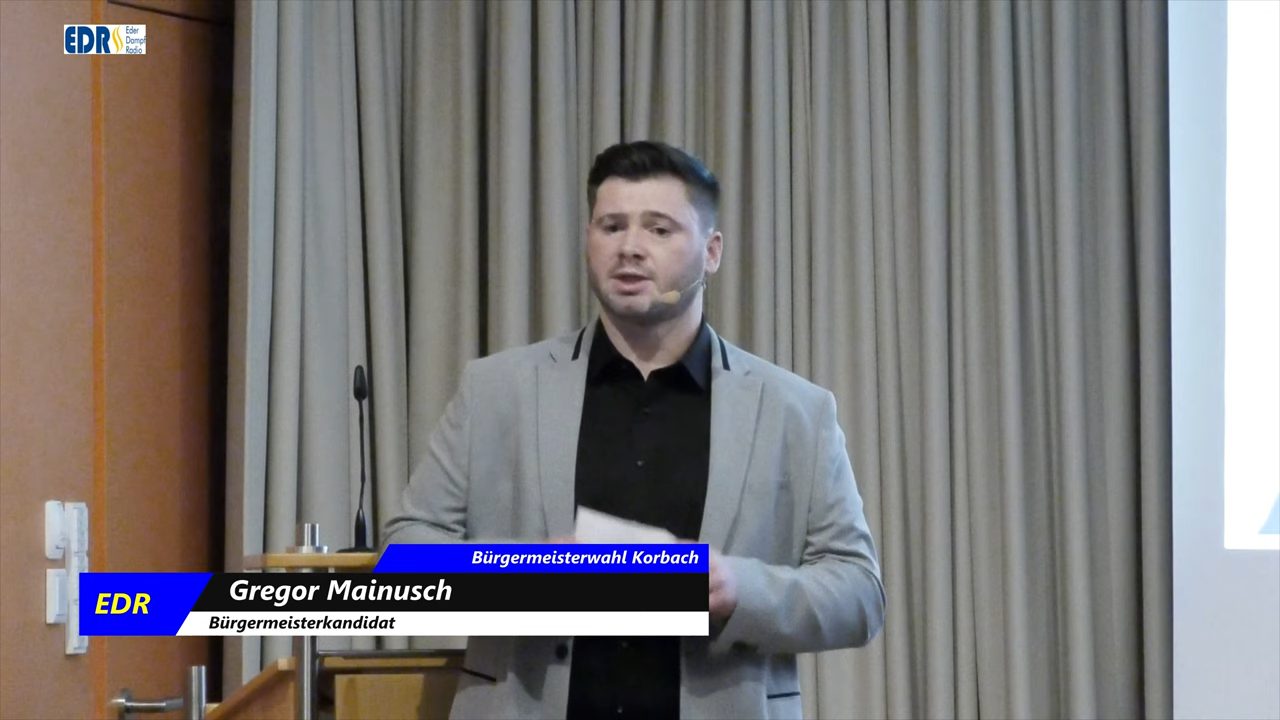 EDR
Eder
Dampf
Radio
Bürgermeisterwahl Korbach
EDR
Gregor Mainusch
Bürgermeisterkandidat